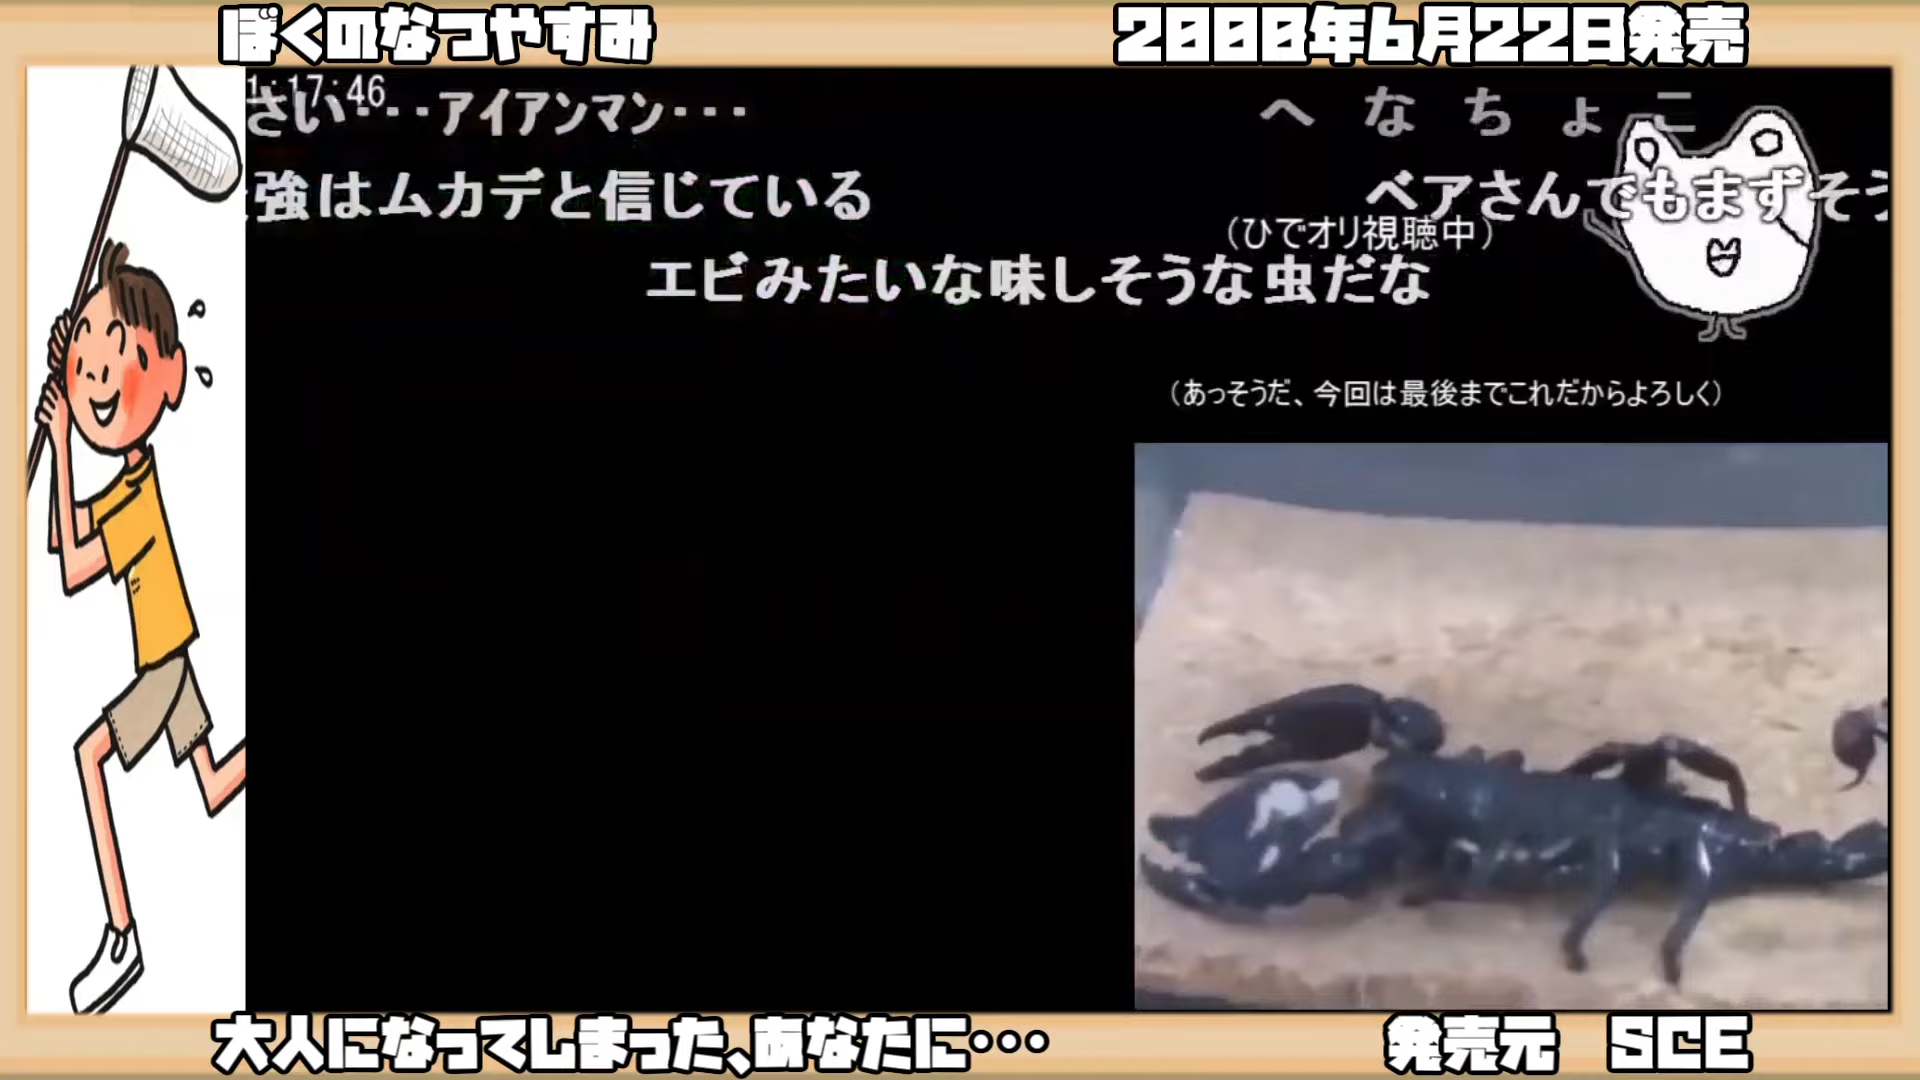 ぼくのなつやすみ
2000年6月22日発売
1:17:46
さい・・・アイアンマン・・・
へなちょこ
強はムカデと信じている
ベアさんでもまずそう
（ひでオリ視聴中）
エビみたいな味しそうな虫だな
（あっそうだ、今回は最後までこれだからよろしく）
大人になってしまった、あなたに・・・
発売元　SCE